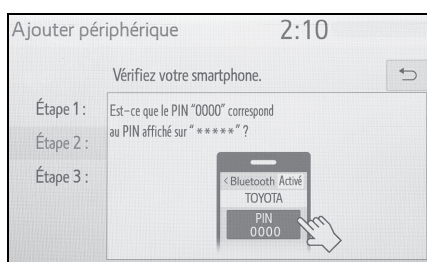 Ajouter périphérique
2:10
Vérifiez votre smartphone.
Étape 1 :
Étape 2 :
Étape 3 :
Est-ce que le PIN “0000” correspond
au PIN affiché sur “ * * * * * ” ?
< Bluetooth Activé
TOYOTA
PIN
0000